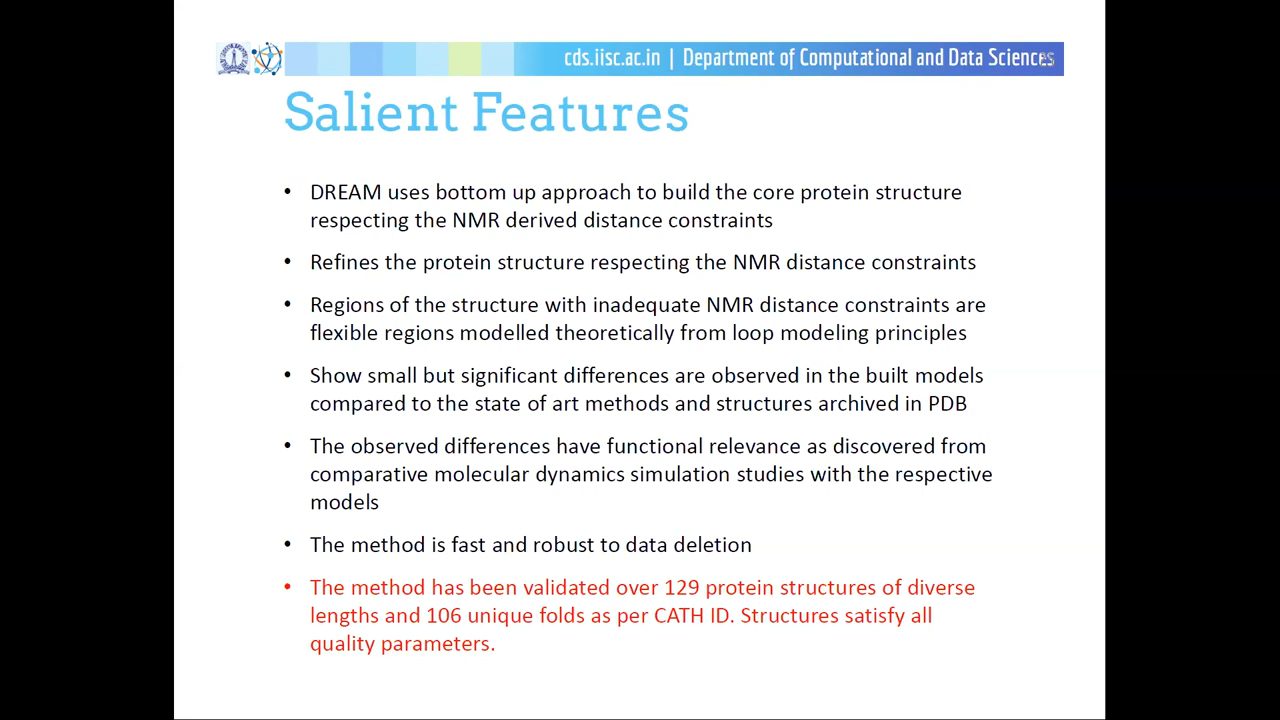 cds.iisc.ac.in | Department of Computational and Data Sciences
Salient Features
• DREAM uses bottom up approach to build the core protein structure
respecting the NMR derived distance constraints
• Refines the protein structure respecting the NMR distance constraints
• Regions of the structure with inadequate NMR distance constraints are
flexible regions modelled theoretically from loop modeling principles
• Show small but significant differences are observed in the built models
compared to the state of art methods and structures archived in PDB
• The observed differences have functional relevance as discovered from
comparative molecular dynamics simulation studies with the respective
models
• The method is fast and robust to data deletion
• The method has been validated over 129 protein structures of diverse
lengths and 106 unique folds as per CATH ID. Structures satisfy all
quality parameters.